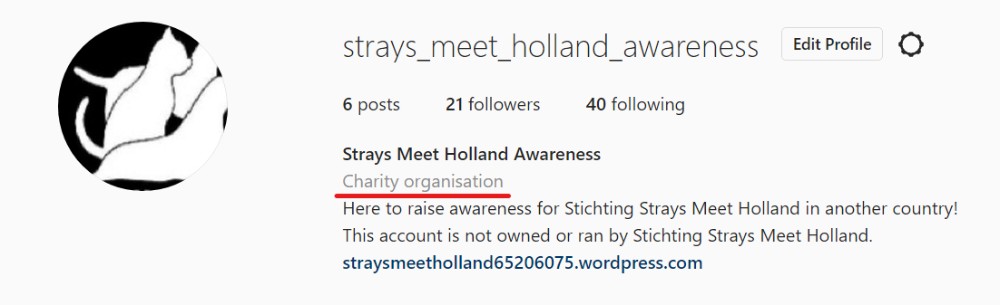 strays_meet_holland_awareness Edit Profile
6 posts 21 followers 40 following
Strays Meet Holland Awareness
Charity organisation
Here to raise awareness for Stichting Strays Meet Holland in another country!
This account is not owned or ran by Stichting Strays Meet Holland.
straysmeetholland65206075.wordpress.com